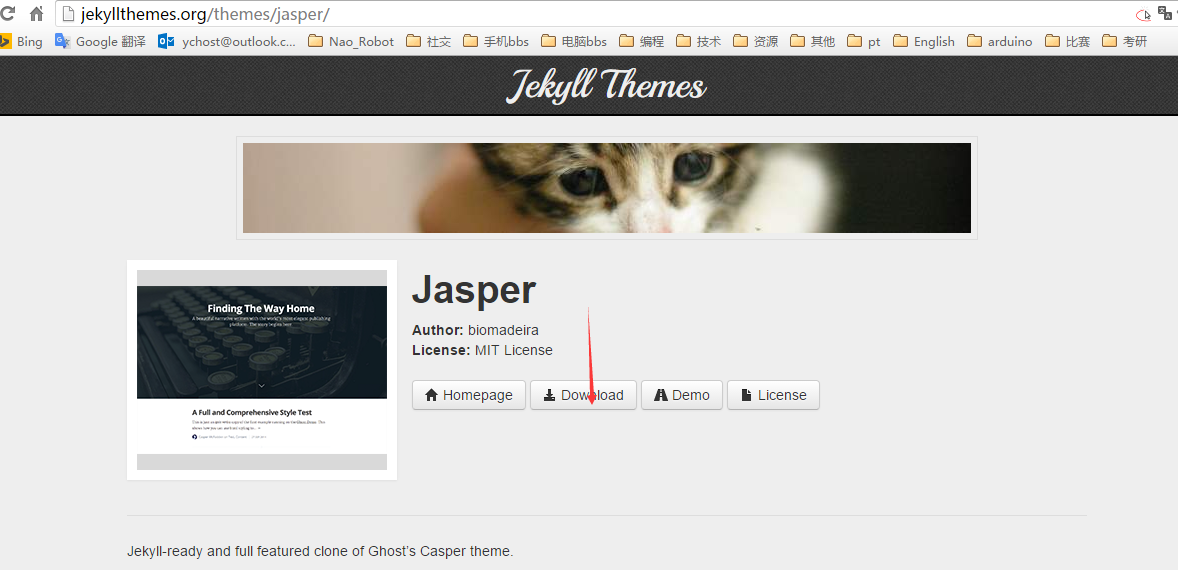 jekyllthemes.org/themes/jasper/
Bing Google 翻译 ychost@outlook.c... Nao_Robot 社交 手机bbs 电脑bbs 编程 技术 资源 其他 pt English arduino 比赛 考研
Jekyll Themes
Finding The Way Home
A beautiful narrative written with the world's most elegant publishing
platform. The story begins here.
Jasper
Author: biomadeira
License: MIT License
Homepage Download Demo License
A Full and Comprehensive Style Test
Jekyll-ready and full featured clone of Ghost's Casper theme.